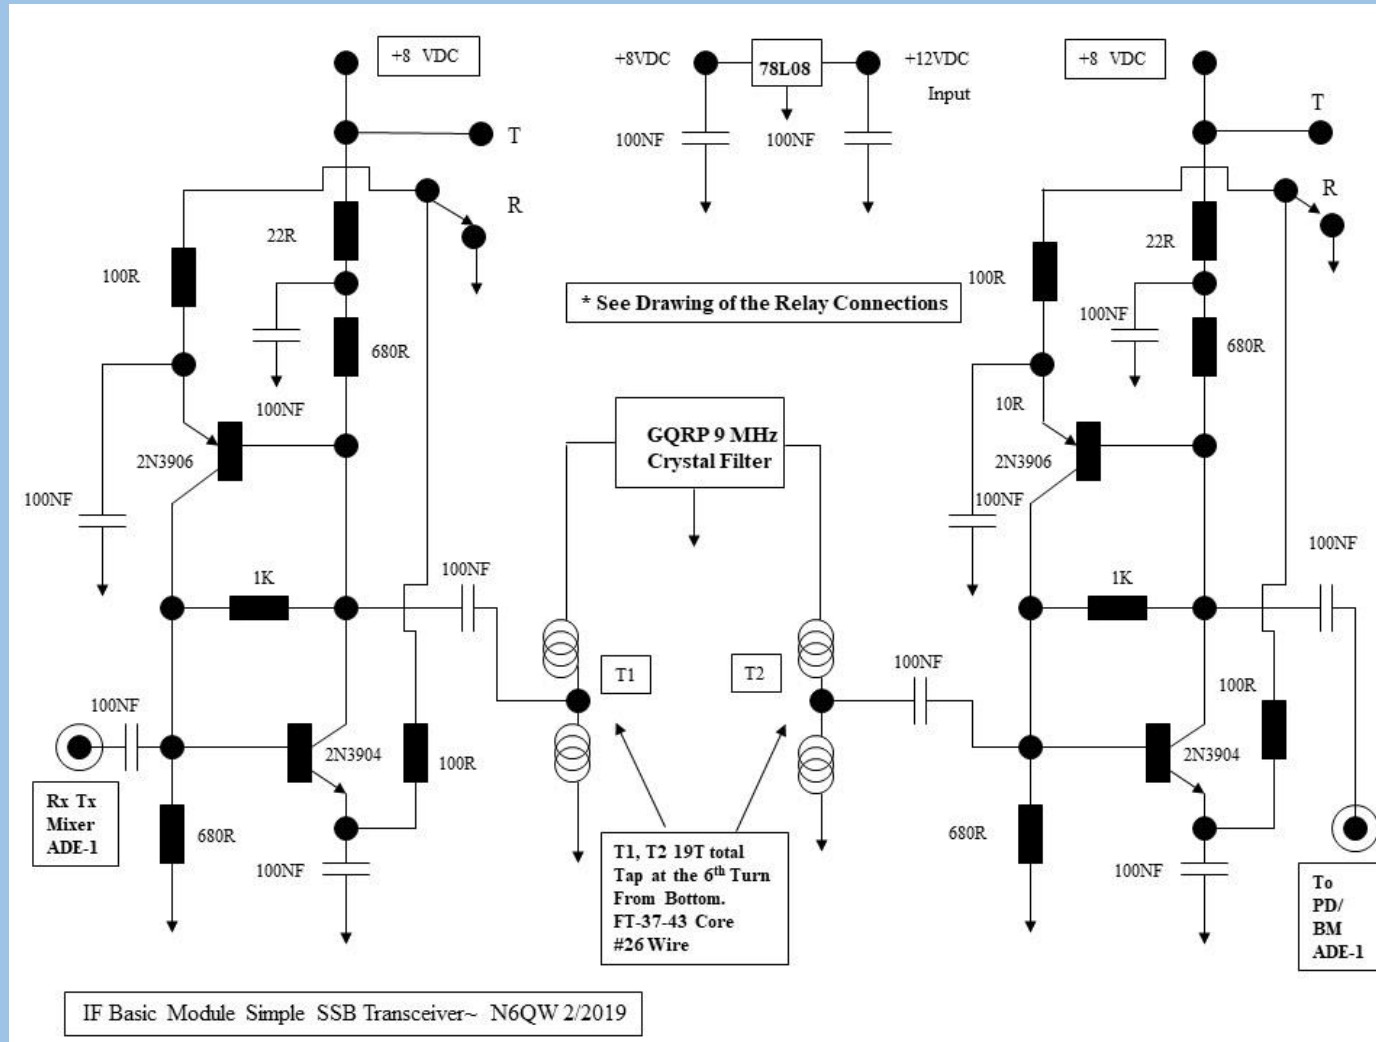 +8 VDC
+8VDC
78L08
+12VDC
Input
+8 VDC
T
T
R
R
100NF
100NF
22R
22R
100R
100R
* See Drawing of the Relay Connections
100NF
680R
680R
100NF
10R
GQRP 9 MHz
Crystal Filter
2N3906
2N3906
100NF
100NF
100NF
100NF
1K
1K
T1
T2
100NF
100NF
100R
2N3904
100R
2N3904
Rx Tx
Mixer
ADE-1
680R
680R
100NF
100NF
T1, T2 19T total
Tap at the 6th Turn
From Bottom.
FT-37-43 Core
#26 Wire
To
PD/
BM
ADE-1
IF Basic Module Simple SSB Transceiver~ N6QW 2/2019